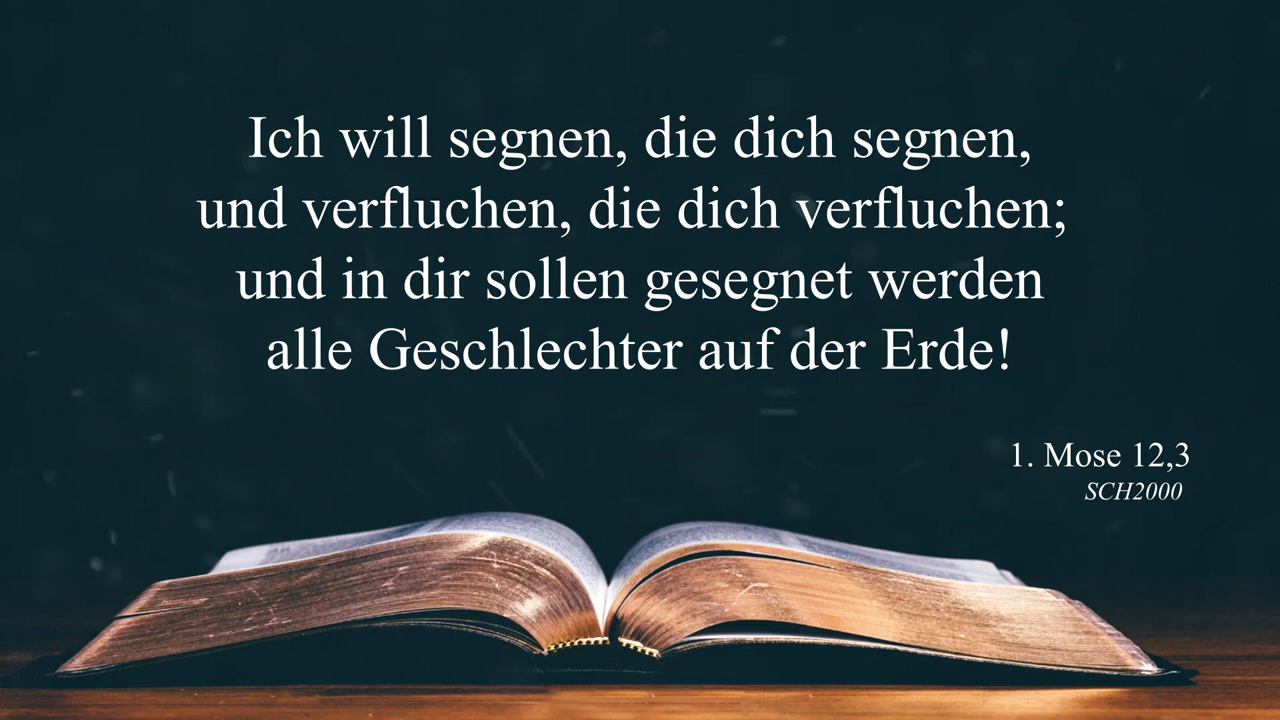 Ich will segnen, die dich segnen,
und verfluchen, die dich verfluchen;
und in dir sollen gesegnet werden
alle Geschlechter auf der Erde!
1. Mose 12,3
SCH2000